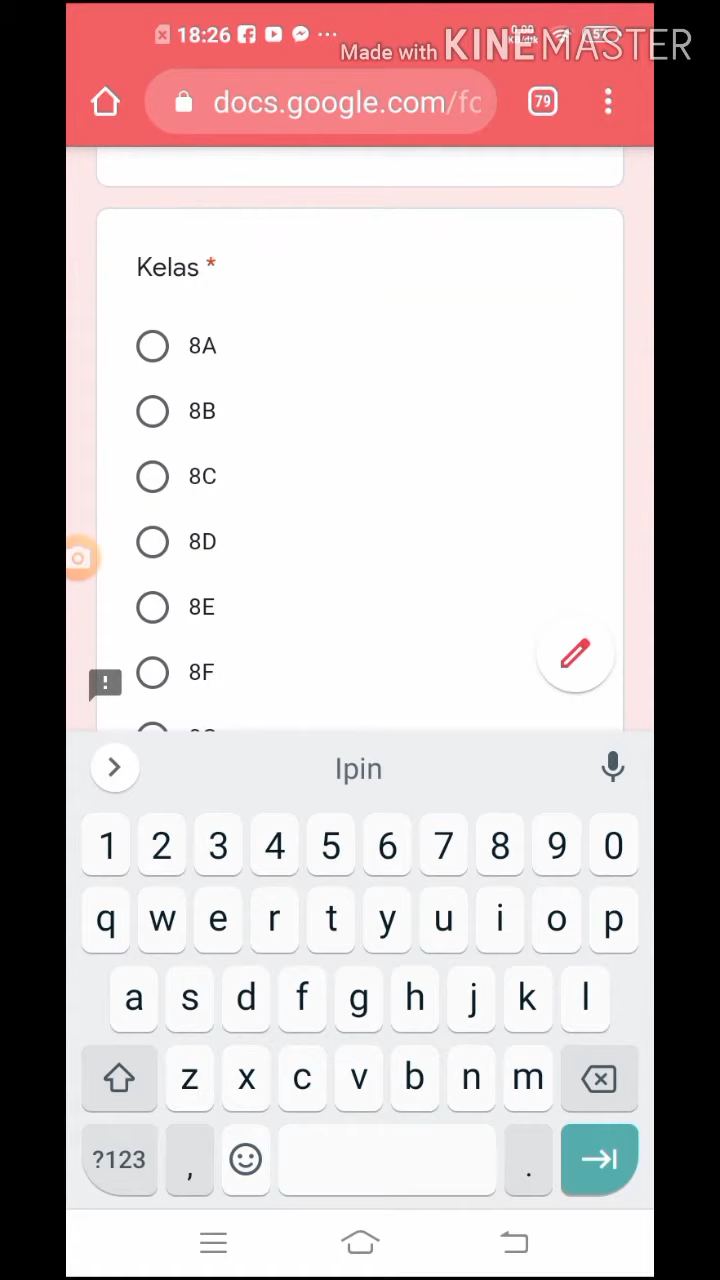 18:26 ...
Made with KINEMASTER
docs.google.com/fo
79
Kelas *
8A
8B
8C
8D
8E
8F
Ipin
1 2 3 4 5 6 7 8 9 0
q w e r t y u i o p
a s d f g h j k l
z x c v b n m
?123 , .